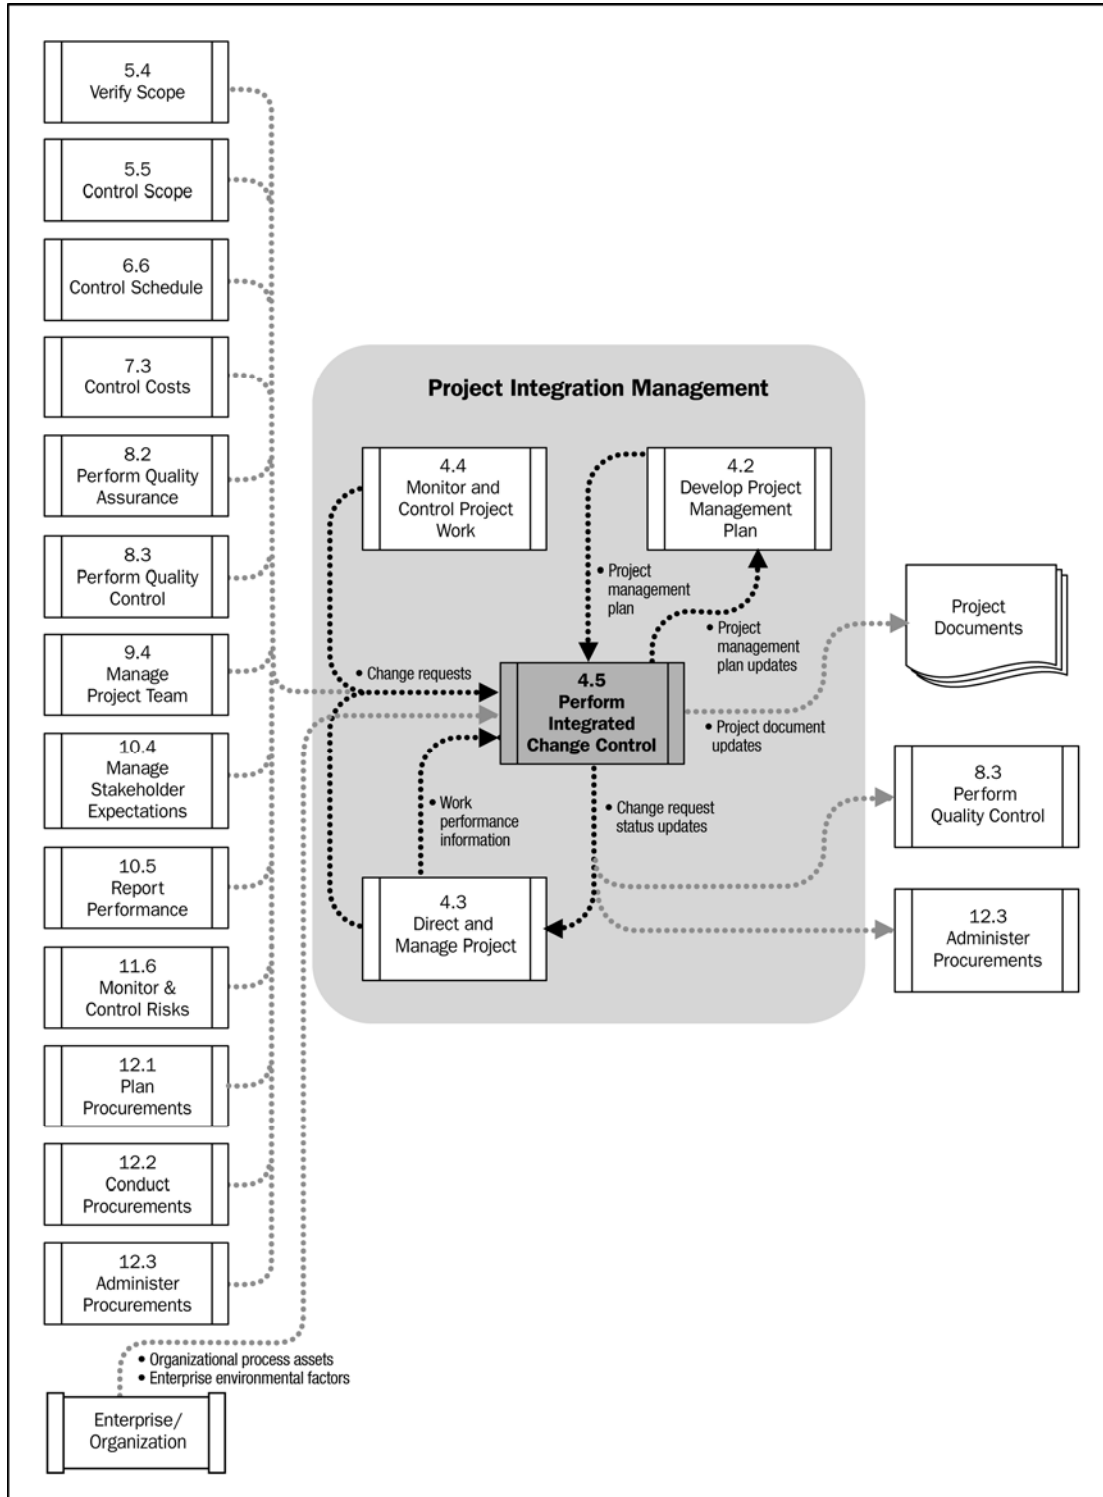 5.4
Verify Scope
5.5
Control Scope
6.6
Control Schedule
7.3
Control Costs
8.2
Perform Quality
Assurance
8.3
Perform Quality
Control
9.4
Manage
Project Team
10.4
Manage
Stakeholder
Expectations
10.5
Report
Performance
11.6
Monitor &
Control Risks
12.1
Plan
Procurements
12.2
Conduct
Procurements
12.3
Administer
Procurements
• Organizational process assets
• Enterprise environmental factors
Enterprise/
Organization
Project Integration Management
4.4
Monitor and
Control Project
Work
4.2
Develop Project
Management
Plan
• Project
management
plan
• Project
management
plan updates
• Change requests
4.5
Perform
Integrated
Change Control
• Project document
updates
• Work
performance
information
• Change request
status updates
4.3
Direct and
Manage Project
Project
Documents
8.3
Perform
Quality Control
12.3
Administer
Procurements